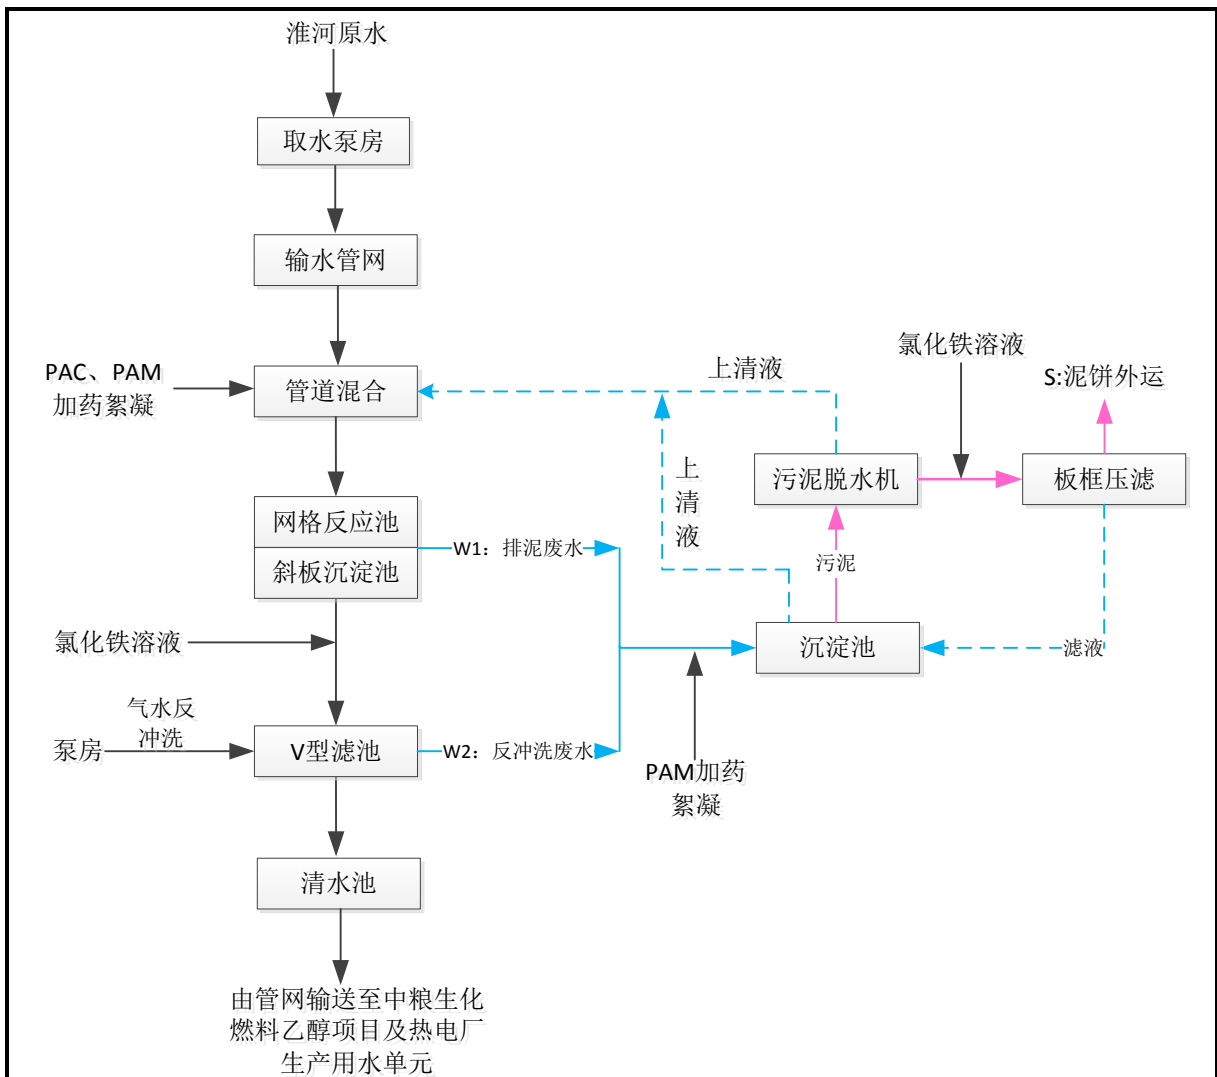 淮河原水
取水泵房
输水管网
PAC、PAM
加药絮凝
管道混合
上清液
氯化铁溶液
S:泥饼外运
上
清
液
污泥脱水机
板框压滤
网格反应池
斜板沉淀池
W1：排泥废水
污泥
氯化铁溶液
沉淀池
滤液
气水反
冲洗
泵房
V型滤池
W2：反冲洗废水
PAM加药
絮凝
清水池
由管网输送至中粮生化
燃料乙醇项目及热电厂
生产用水单元